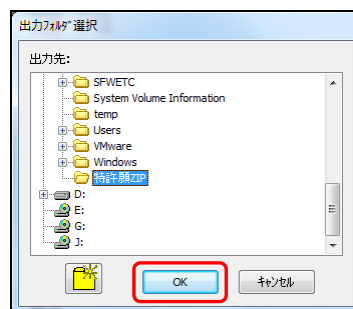 出力ﾌｫﾙﾀﾞ選択
出力先:
SFWETC
System Volume Information
temp
Users
VMware
Windows
特許願ZIP
D:
E:
G:
J:
OK
ｷｬﾝｾﾙ